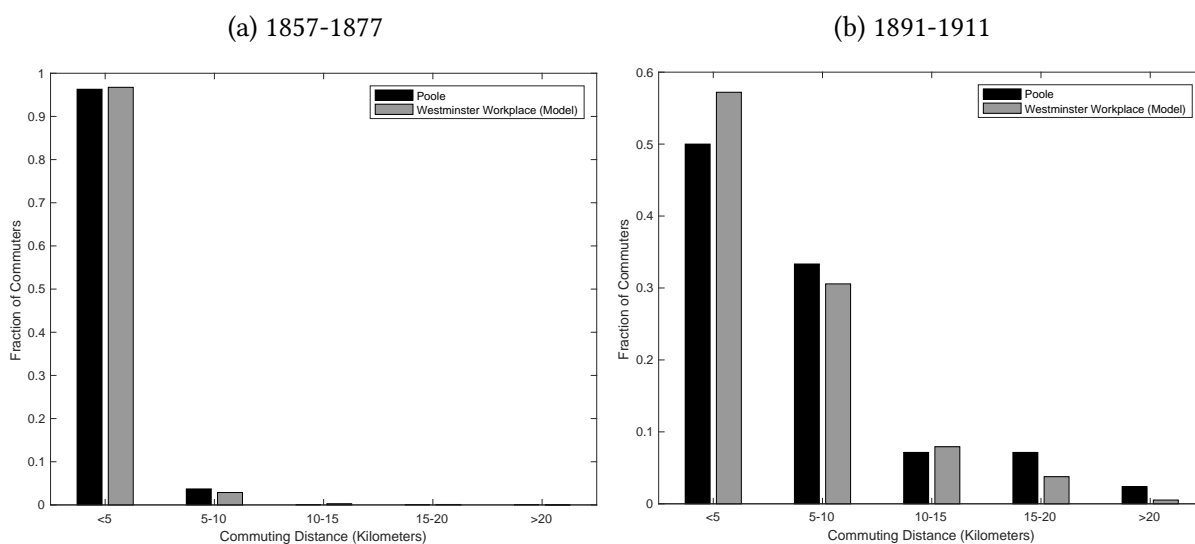 (a) 1857-1877
1
0.9
0.8
0.7
0.6
0.5
0.4
0.3
0.2
0.1
0
Fraction of Commuters
Poole
Westminster Workplace (Model)
<5 5-10 10-15 15-20 >20
Commuting Distance (Kilometers)
(b) 1891-1911
0.6
0.5
0.4
0.3
0.2
0.1
0
Fraction of Commuters
Poole
Westminster Workplace (Model)
<5 5-10 10-15 15-20 >20
Commuting Distance (Kilometers)